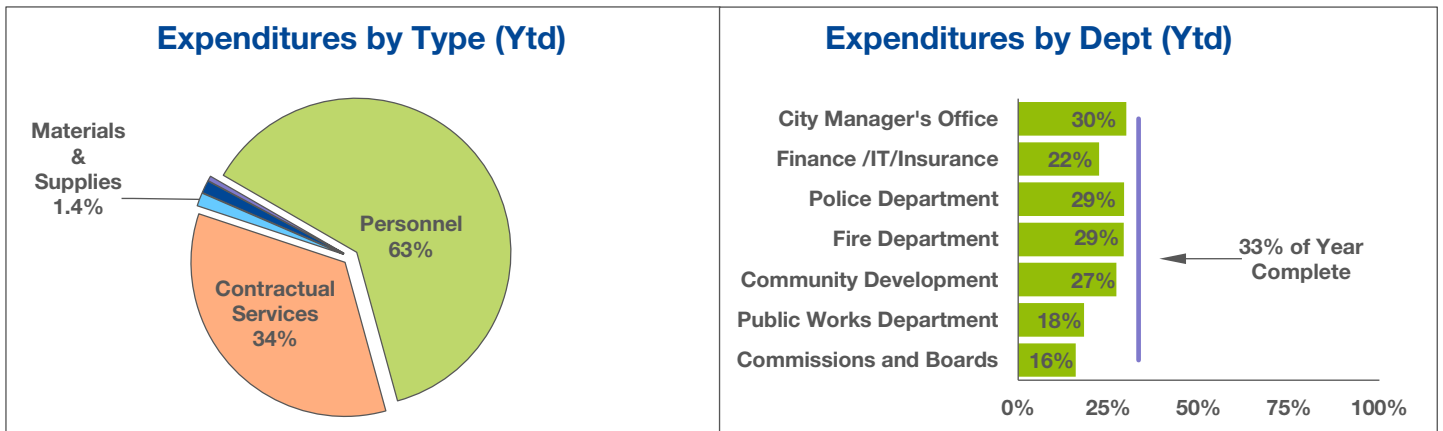 Expenditures by Type (Ytd)
Materials
&
Supplies
1.4%
Personnel
63%
Contractual
Services
34%
Expenditures by Dept (Ytd)
City Manager's Office 30%
Finance /IT/Insurance 22%
Police Department 29%
Fire Department 29%
Community Development 27%
Public Works Department 18%
Commissions and Boards 16%
33% of Year
Complete
0% 25% 50% 75% 100%